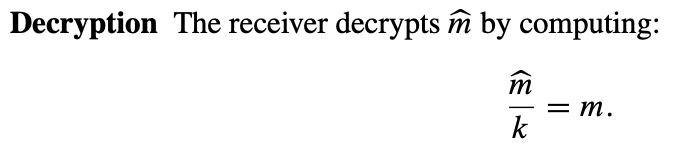 Decryption The receiver decrypts m̂ by computing:
m̂/k = m.